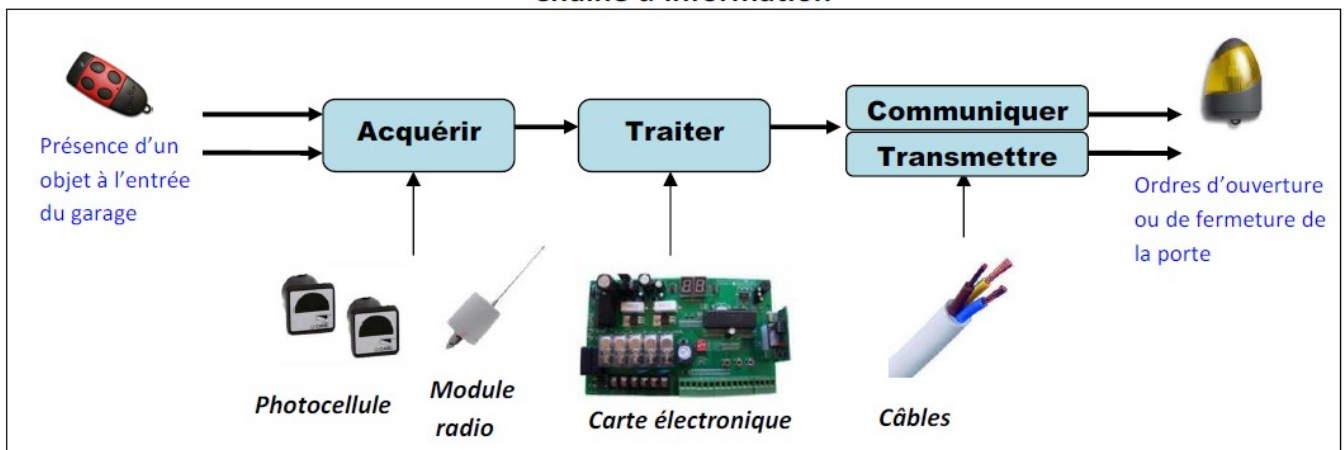 Présence d'un
objet à l'entrée
du garage
Acquérir
Traiter
Communiquer
Transmettre
Ordres d'ouverture
ou de fermeture de
la porte
Photocellule
Module
radio
Carte électronique
Câbles